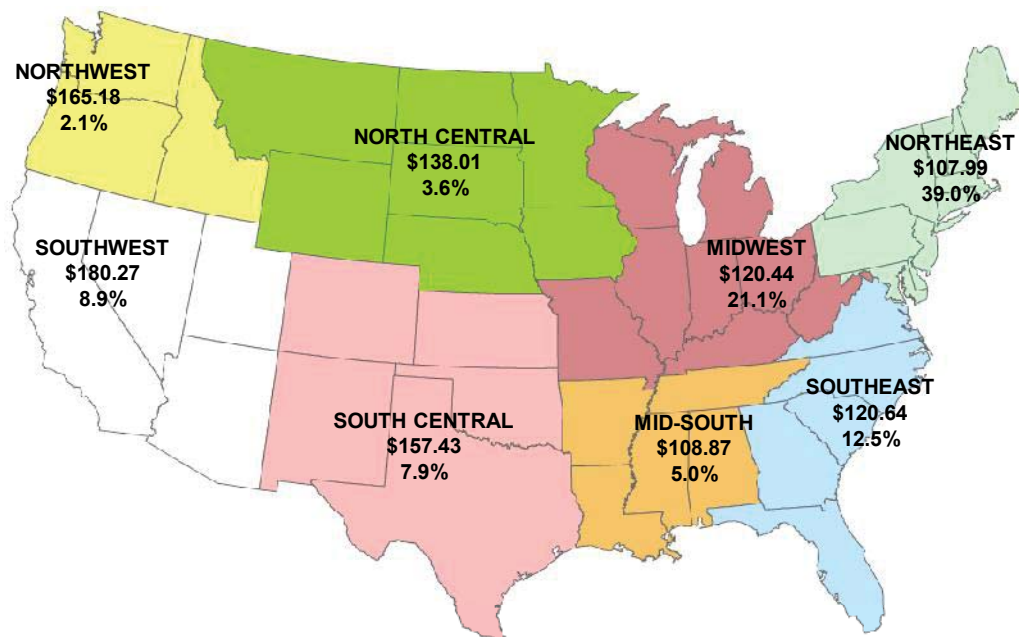 NORTHWEST
$165.18
2.1%
NORTH CENTRAL
$138.01
3.6%
NORTHEAST
$107.99
39.0%
SOUTHWEST
$180.27
8.9%
MIDWEST
$120.44
21.1%
SOUTH CENTRAL
$157.43
7.9%
MID-SOUTH
$108.87
5.0%
SOUTHEAST
$120.64
12.5%